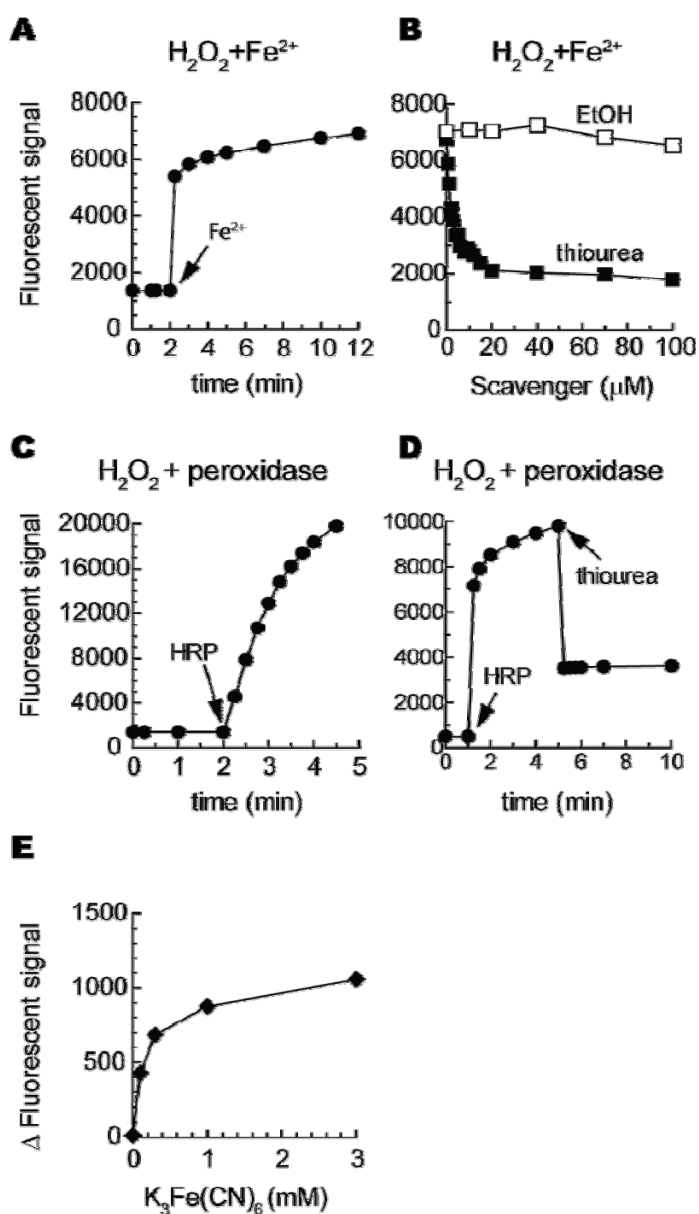 A
H₂O₂+Fe²⁺
Fluorescent signal
8000
6000
4000
2000
0
Fe²⁺
0 2 4 6 8 10 12
time (min)
B
H₂O₂+Fe²⁺
8000
6000
4000
2000
0
EtOH
thiourea
0 20 40 60 80 100
Scavenger (μM)
C
H₂O₂ + peroxidase
Fluorescent signal
20000
16000
12000
8000
4000
0
HRP
0 1 2 3 4 5
time (min)
D
H₂O₂ + peroxidase
10000
8000
6000
4000
2000
0
thiourea
HRP
0 2 4 6 8 10
time (min)
E
Δ Fluorescent signal
1500
1000
500
0
0 1 2 3
K₃Fe(CN)₆ (mM)